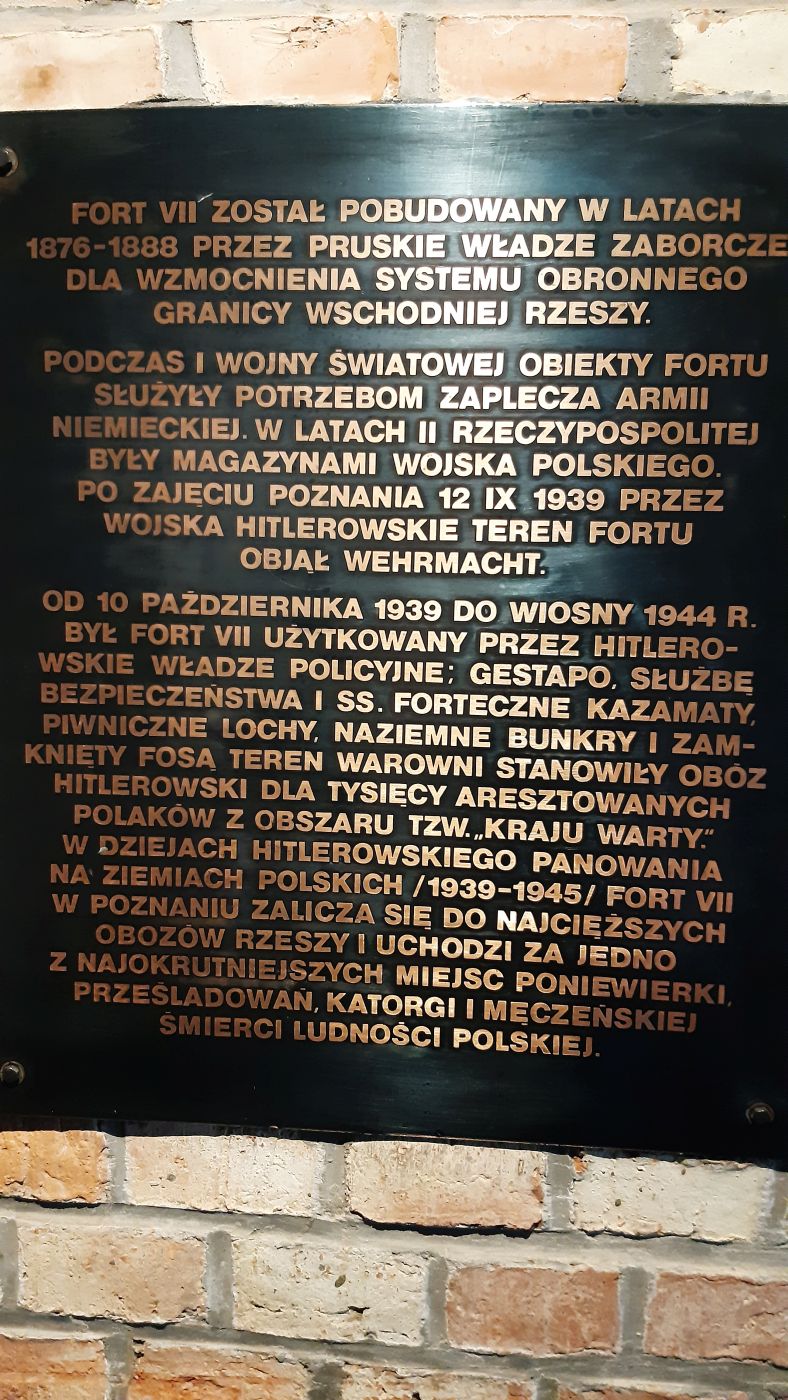 FORT VII ZOSTAŁ POBUDOWANY W LATACH
1876-1888 PRZEZ PRUSKIE WŁADZE ZABORCZE
DLA WZMOCNIENIA SYSTEMU OBRONNEGO
GRANICY WSCHODNIEJ RZESZY.
PODCZAS I WOJNY ŚWIATOWEJ OBIEKTY FORTU
SŁUŻYŁY POTRZEBOM ZAPLECZA ARMII
NIEMIECKIEJ. W LATACH II RZECZYPOSPOLITEJ
BYŁY MAGAZYNAMI WOJSKA POLSKIEGO.
PO ZAJĘCIU POZNANIA 12 IX 1939 PRZEZ
WOJSKA HITLEROWSKIE TEREN FORTU
OBJĄŁ WEHRMACHT.
OD 10 PAŹDZIERNIKA 1939 DO WIOSNY 1944 R.
BYŁ FORT VII UŻYTKOWANY PRZEZ HITLERO-
WSKIE WŁADZE POLICYJNE; GESTAPO, SŁUŻBĘ
BEZPIECZEŃSTWA I SS. FORTECZNE KAZAMATY,
PIWNICZNE LOCHY, NAZIEMNE BUNKRY I ZAM-
KNIĘTY FOSĄ TEREN WAROWNI STANOWIŁY OBÓZ
HITLEROWSKI DLA TYSIĘCY ARESZTOWANYCH
POLAKÓW Z OBSZARU TZW. „KRAJU WARTY."
W DZIEJACH HITLEROWSKIEGO PANOWANIA
NA ZIEMIACH POLSKICH /1939-1945/ FORT VII
W POZNANIU ZALICZA SIĘ DO NAJCIĘŻSZYCH
OBOZÓW RZESZY I UCHODZI ZA JEDNO
Z NAJOKRUTNIEJSZYCH MIEJSC PONIEWIERKI,
PRZEŚLADOWAŃ, KATORGI I MĘCZEŃSKIEJ
ŚMIERCI LUDNOŚCI POLSKIEJ.